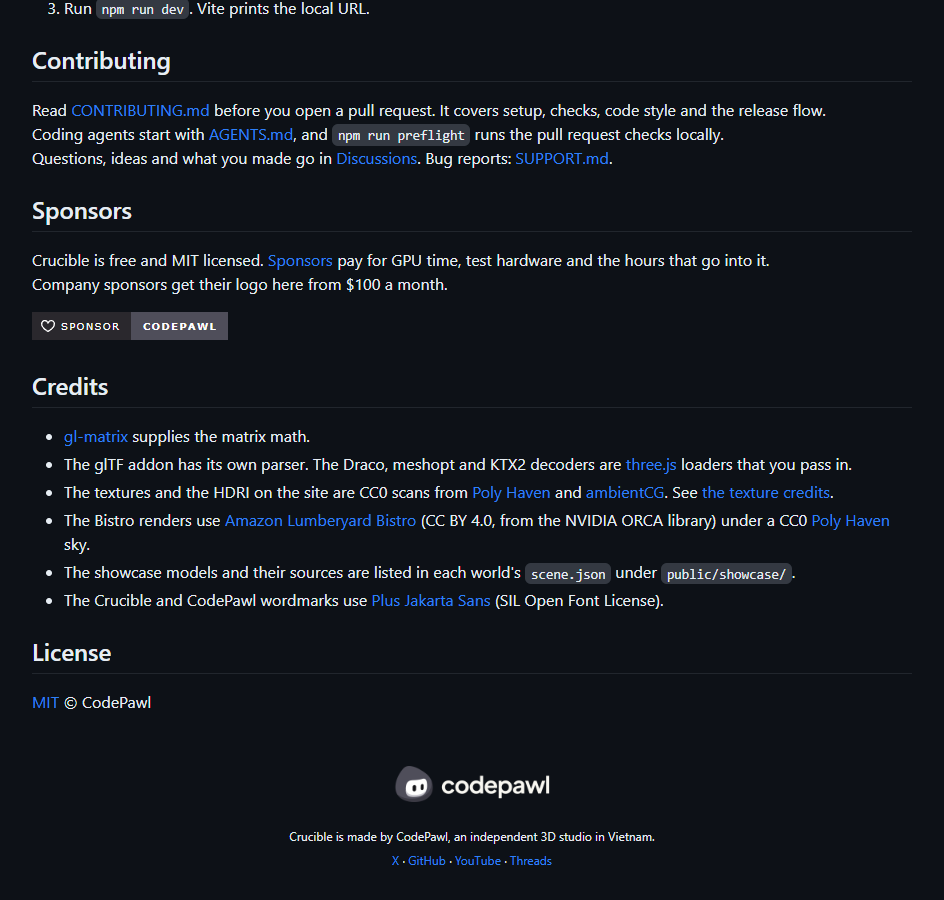 3. Run npm run dev. Vite prints the local URL.
Contributing
Read CONTRIBUTING.md before you open a pull request. It covers setup, checks, code style and the release flow.
Coding agents start with AGENTS.md, and npm run preflight runs the pull request checks locally.
Questions, ideas and what you made go in Discussions. Bug reports: SUPPORT.md.
Sponsors
Crucible is free and MIT licensed. Sponsors pay for GPU time, test hardware and the hours that go into it.
Company sponsors get their logo here from $100 a month.
SPONSOR CODEPAWL
Credits
• gl-matrix supplies the matrix math.
• The glTF addon has its own parser. The Draco, meshopt and KTX2 decoders are three.js loaders that you pass in.
• The textures and the HDRI on the site are CC0 scans from Poly Haven and ambientCG. See the texture credits.
• The Bistro renders use Amazon Lumberyard Bistro (CC BY 4.0, from the NVIDIA ORCA library) under a CC0 Poly Haven
sky.
• The showcase models and their sources are listed in each world's scene.json under public/showcase/.
• The Crucible and CodePawl wordmarks use Plus Jakarta Sans (SIL Open Font License).
License
MIT © CodePawl
codepawl
Crucible is made by CodePawl, an independent 3D studio in Vietnam.
X · GitHub · YouTube · Threads